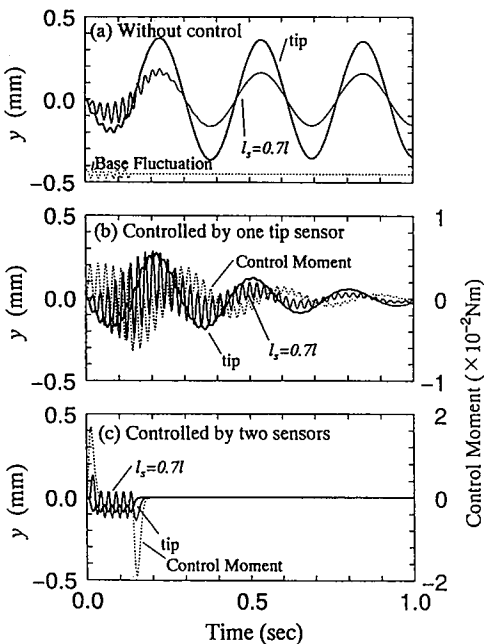 (a) Without control
tip
l_s=0.7l
Base Fluctuation
y (mm)
0.5
0.0
−0.5
(b) Controlled by one tip sensor
Control Moment
l_s=0.7l
tip
y (mm)
0.5
0.0
−0.5
1
0
−1
(c) Controlled by two sensors
l_s=0.7l
tip
Control Moment
y (mm)
0.5
0.0
−0.5
2
0
−2
Control Moment (×10⁻²Nm)
0.0
0.5
1.0
Time (sec)